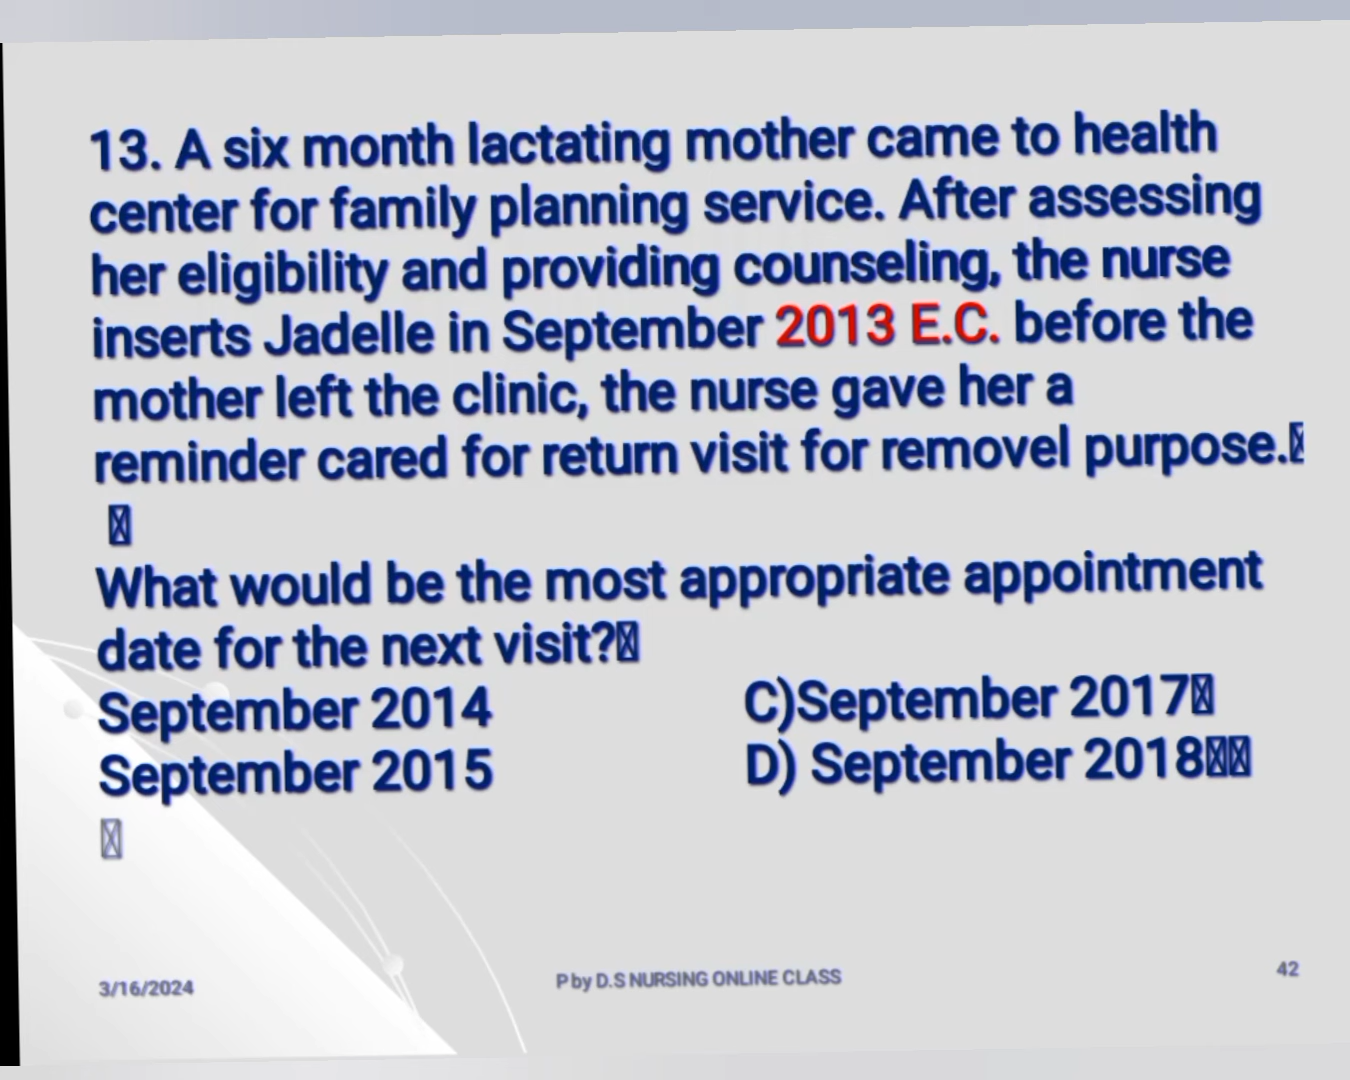 13. A six month lactating mother came to health
center for family planning service. After assessing
her eligibility and providing counseling, the nurse
inserts Jadelle in September 2013 E.C. before the
mother left the clinic, the nurse gave her a
reminder cared for return visit for removel purpose.
What would be the most appropriate appointment
date for the next visit?
September 2014 C)September 2017
September 2015 D) September 2018
3/16/2024 P by D.S NURSING ONLINE CLASS 42